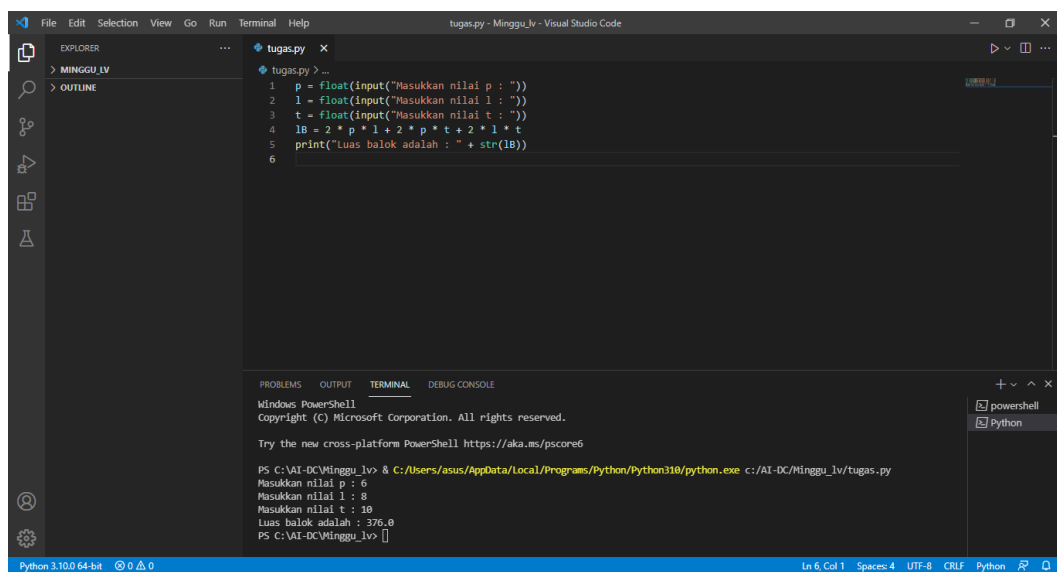 File Edit Selection View Go Run Terminal Help tugas.py - Minggu_lv - Visual Studio Code
EXPLORER ...
> MINGGU_LV
> OUTLINE
tugas.py ×
tugas.py > ...
1 p = float(input("Masukkan nilai p : "))
2 l = float(input("Masukkan nilai l : "))
3 t = float(input("Masukkan nilai t : "))
4 lB = 2 * p * l + 2 * p * t + 2 * l * t
5 print("Luas balok adalah : " + str(lB))
6
PROBLEMS OUTPUT TERMINAL DEBUG CONSOLE
Windows PowerShell
Copyright (C) Microsoft Corporation. All rights reserved.
Try the new cross-platform PowerShell https://aka.ms/pscore6
PS C:\AI-DC\Minggu_lv> & C:/Users/asus/AppData/Local/Programs/Python/Python310/python.exe c:/AI-DC/Minggu_lv/tugas.py
Masukkan nilai p : 6
Masukkan nilai l : 8
Masukkan nilai t : 10
Luas balok adalah : 376.0
PS C:\AI-DC\Minggu_lv>
powershell
Python
Python 3.10.0 64-bit 0 0 Ln 6, Col 1 Spaces: 4 UTF-8 CRLF Python